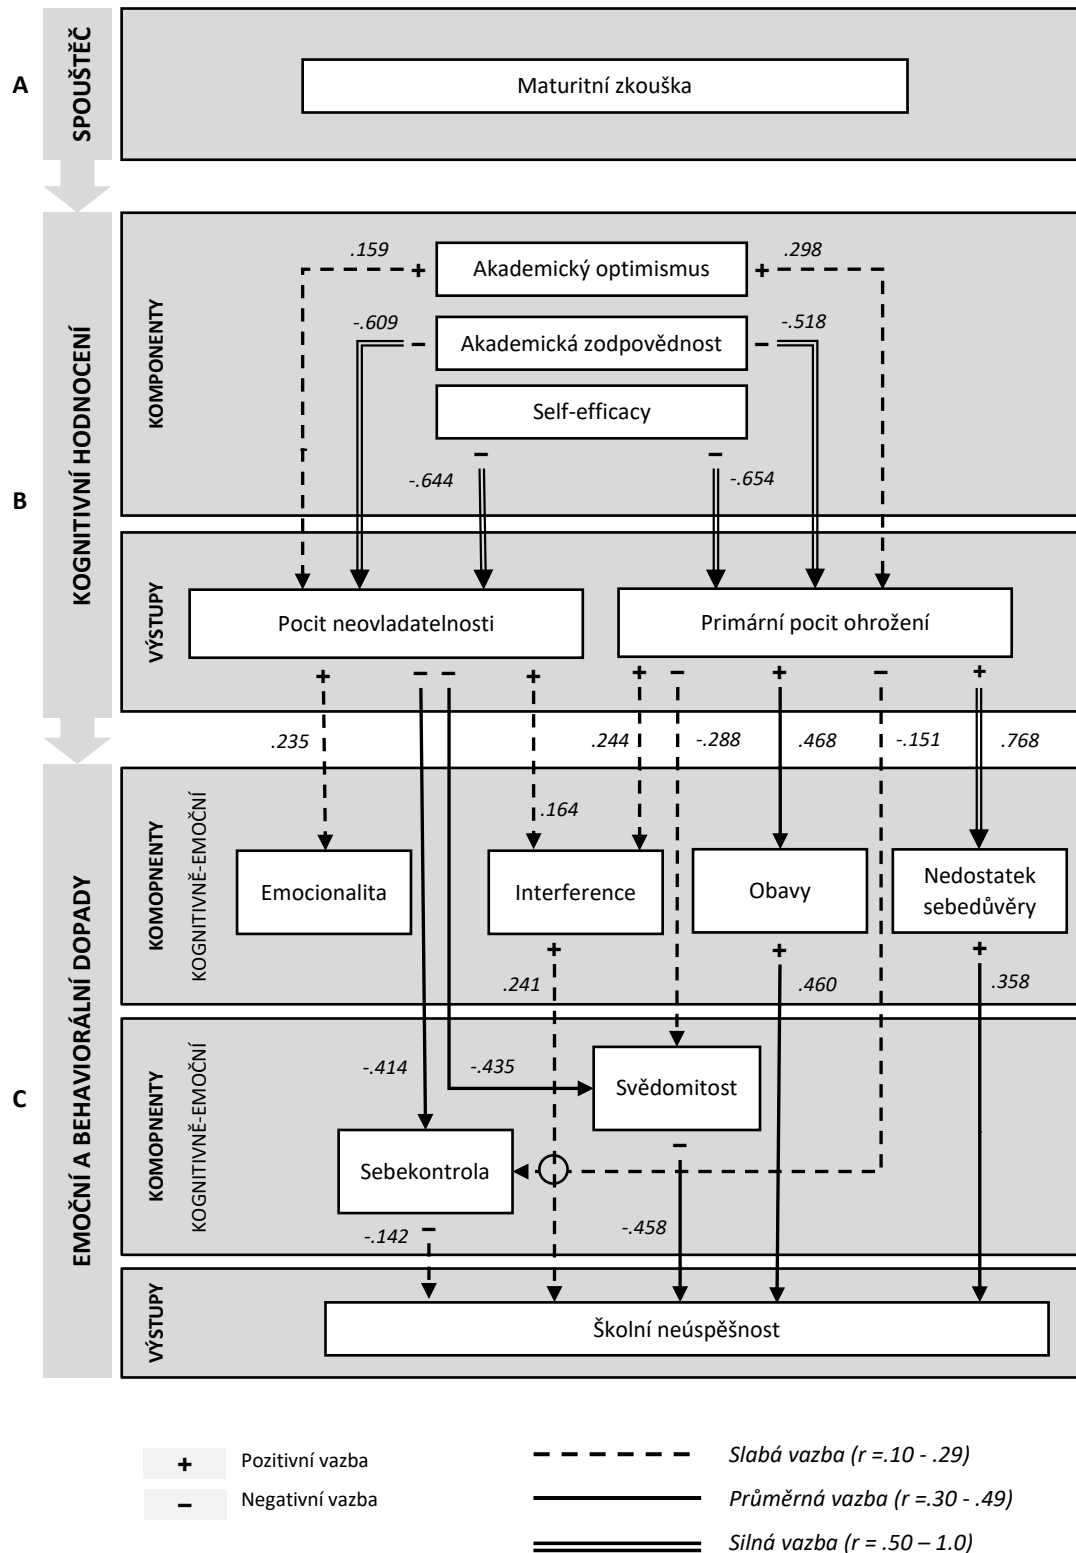 A
SPOUŠTĚČ
Maturitní zkouška
B
KOGNITIVNÍ HODNOCENÍ
KOMPONENTY
.159
+
Akademický optimismus
+
.298
-.609
−
Akademická zodpovědnost
−
-.518
Self-efficacy
−
−
-.644
-.654
VÝSTUPY
Pocit neovladatelnosti
Primární pocit ohrožení
+
−
−
+
+
−
+
−
+
.235
.244
-.288
.468
-.151
.768
C
EMOČNÍ A BEHAVIORÁLNÍ DOPADY
KOMOPNENTY
KOGNITIVNĚ-EMOČNÍ
.164
Emocionalita
Interference
Obavy
Nedostatek
sebedůvěry
+
+
+
.241
.460
.358
KOMOPNENTY
KOGNITIVNĚ-EMOČNÍ
-.414
-.435
Svědomitost
−
Sebekontrola
−
-.142
-.458
VÝSTUPY
Školní neúspěšnost
+
Pozitivní vazba
−
Negativní vazba
Slabá vazba (r =.10 - .29)
Průměrná vazba (r =.30 - .49)
Silná vazba (r = .50 – 1.0)